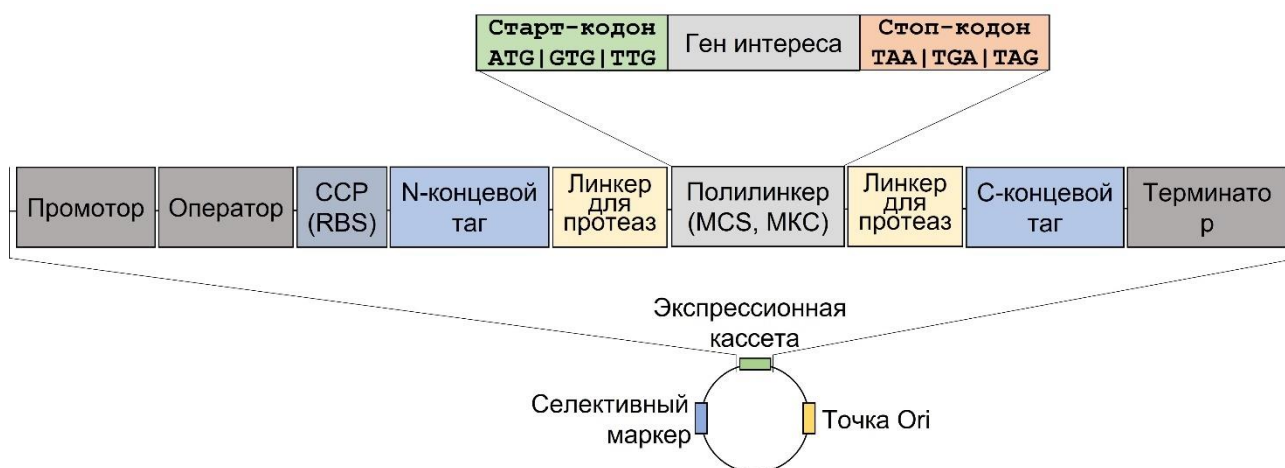 Старт-кодон
ATG|GTG|TTG
Ген интереса
Стоп-кодон
TAA|TGA|TAG
Промотор
Оператор
ССР
(RBS)
N-концевой
таг
Линкер
для
протеаз
Полилинкер
(MCS, МКС)
Линкер
для
протеаз
С-концевой
таг
Терминато
р
Экспрессионная
кассета
Селективный
маркер
Точка Ori